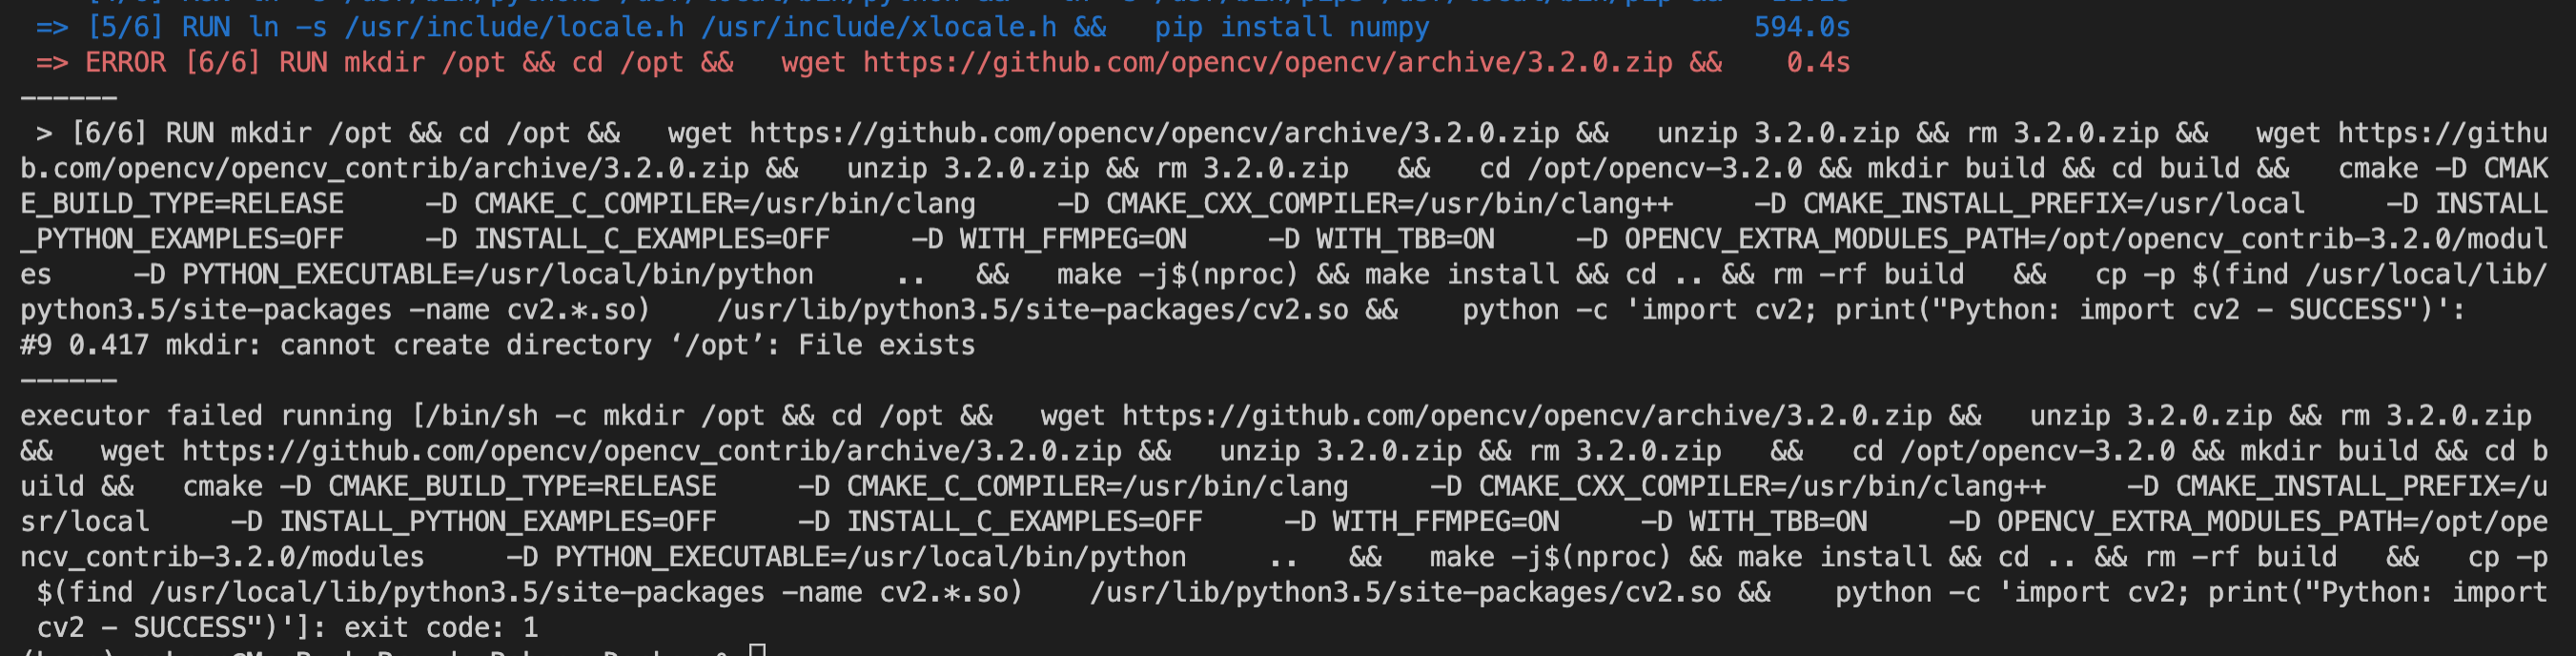 => [5/6] RUN ln -s /usr/include/locale.h /usr/include/xlocale.h &&   pip install numpy 594.0s
=> ERROR [6/6] RUN mkdir /opt && cd /opt &&   wget https://github.com/opencv/opencv/archive/3.2.0.zip && 0.4s
------
> [6/6] RUN mkdir /opt && cd /opt &&   wget https://github.com/opencv/opencv/archive/3.2.0.zip &&   unzip 3.2.0.zip && rm 3.2.0.zip &&   wget https://githu
b.com/opencv/opencv_contrib/archive/3.2.0.zip &&   unzip 3.2.0.zip && rm 3.2.0.zip   &&   cd /opt/opencv-3.2.0 && mkdir build && cd build &&   cmake -D CMAK
E_BUILD_TYPE=RELEASE     -D CMAKE_C_COMPILER=/usr/bin/clang     -D CMAKE_CXX_COMPILER=/usr/bin/clang++     -D CMAKE_INSTALL_PREFIX=/usr/local     -D INSTALL
_PYTHON_EXAMPLES=OFF     -D INSTALL_C_EXAMPLES=OFF     -D WITH_FFMPEG=ON     -D WITH_TBB=ON     -D OPENCV_EXTRA_MODULES_PATH=/opt/opencv_contrib-3.2.0/modul
es     -D PYTHON_EXECUTABLE=/usr/local/bin/python     ..   &&   make -j$(nproc) && make install && cd .. && rm -rf build   &&   cp -p $(find /usr/local/lib/
python3.5/site-packages -name cv2.*.so)    /usr/lib/python3.5/site-packages/cv2.so &&    python -c 'import cv2; print("Python: import cv2 - SUCCESS")':
#9 0.417 mkdir: cannot create directory ‘/opt’: File exists
------
executor failed running [/bin/sh -c mkdir /opt && cd /opt &&   wget https://github.com/opencv/opencv/archive/3.2.0.zip &&   unzip 3.2.0.zip && rm 3.2.0.zip
&&   wget https://github.com/opencv/opencv_contrib/archive/3.2.0.zip &&   unzip 3.2.0.zip && rm 3.2.0.zip   &&   cd /opt/opencv-3.2.0 && mkdir build && cd b
uild &&   cmake -D CMAKE_BUILD_TYPE=RELEASE     -D CMAKE_C_COMPILER=/usr/bin/clang     -D CMAKE_CXX_COMPILER=/usr/bin/clang++     -D CMAKE_INSTALL_PREFIX=/u
sr/local     -D INSTALL_PYTHON_EXAMPLES=OFF     -D INSTALL_C_EXAMPLES=OFF     -D WITH_FFMPEG=ON     -D WITH_TBB=ON     -D OPENCV_EXTRA_MODULES_PATH=/opt/ope
ncv_contrib-3.2.0/modules     -D PYTHON_EXECUTABLE=/usr/local/bin/python     ..   &&   make -j$(nproc) && make install && cd .. && rm -rf build   &&   cp -p
$(find /usr/local/lib/python3.5/site-packages -name cv2.*.so)    /usr/lib/python3.5/site-packages/cv2.so &&    python -c 'import cv2; print("Python: import
cv2 - SUCCESS")']: exit code: 1